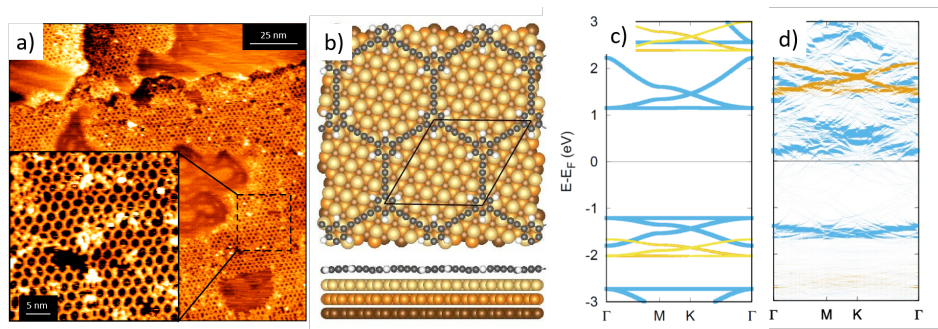 a)
25 nm
5 nm
b)
c)
E-E_F (eV)
3
2
1
0
-1
-2
-3
Γ
M
K
Γ
d)
Γ
M
K
Γ